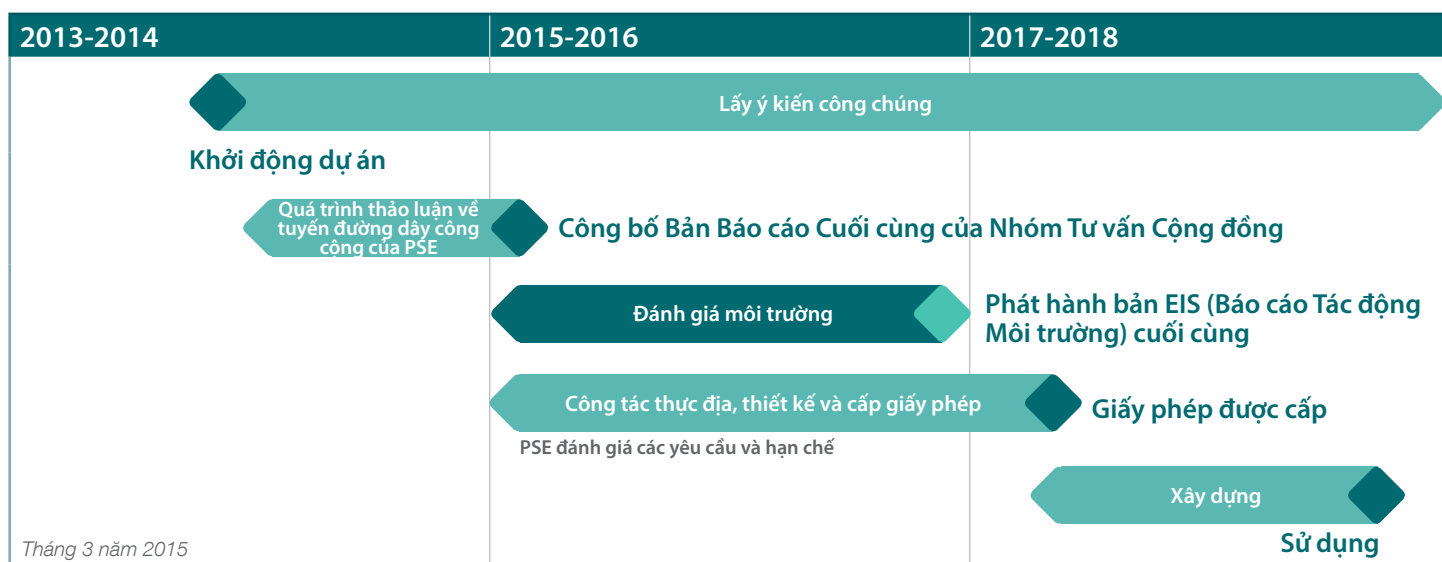 2013-2014
2015-2016
2017-2018
Lấy ý kiến công chúng
Khởi động dự án
Quá trình thảo luận về
tuyến đường dây công
cộng của PSE
Công bố Bản Báo cáo Cuối cùng của Nhóm Tư vấn Cộng đồng
Đánh giá môi trường
Phát hành bản EIS (Báo cáo Tác động
Môi trường) cuối cùng
Công tác thực địa, thiết kế và cấp giấy phép
Giấy phép được cấp
PSE đánh giá các yêu cầu và hạn chế
Xây dựng
Sử dụng
Tháng 3 năm 2015